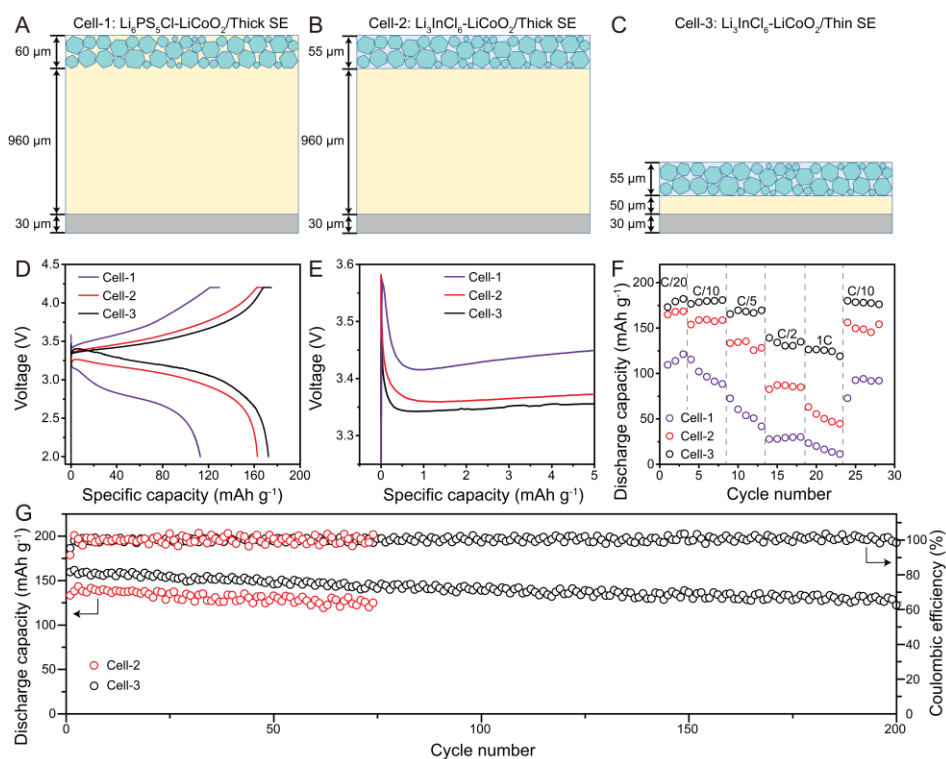 A Cell-1: Li6PS5Cl-LiCoO2/Thick SE
60 µm
960 µm
30 µm
B Cell-2: Li3InCl6-LiCoO2/Thick SE
55 µm
960 µm
30 µm
C Cell-3: Li3InCl6-LiCoO2/Thin SE
55 µm
50 µm
30 µm
D
Cell-1
Cell-2
Cell-3
Voltage (V)
4.5
4.0
3.5
3.0
2.5
2.0
0 40 80 120 160 200
Specific capacity (mAh g⁻¹)
E
Cell-1
Cell-2
Cell-3
Voltage (V)
3.6
3.5
3.4
3.3
0 1 2 3 4 5
Specific capacity (mAh g⁻¹)
F
Discharge capacity (mAh g⁻¹)
200
150
100
50
0
C/20
C/10
C/5
C/2
1C
C/10
Cell-1
Cell-2
Cell-3
0 5 10 15 20 25 30
Cycle number
G
Discharge capacity (mAh g⁻¹)
200
150
100
50
0
Cell-2
Cell-3
0 25 50 75 100 125 150 175 200
Cycle number
100
80
60
40
20
0
Coulombic efficiency (%)